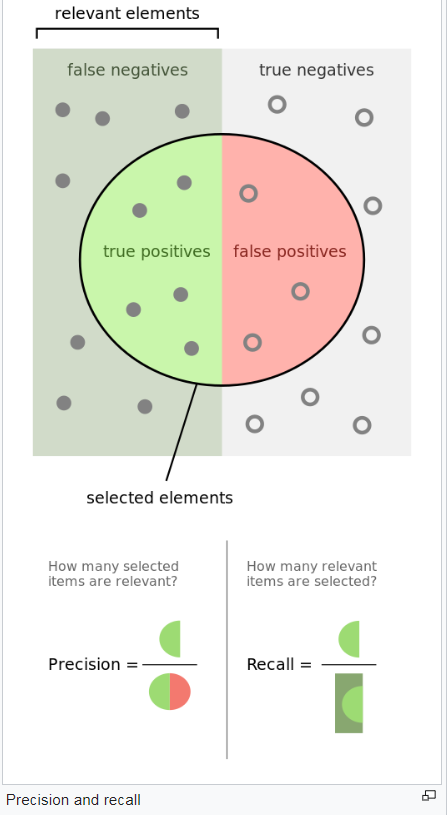 relevant elements
false negatives
true negatives
true positives
false positives
selected elements
How many selected
items are relevant?
How many relevant
items are selected?
Precision =
Recall =
Precision and recall